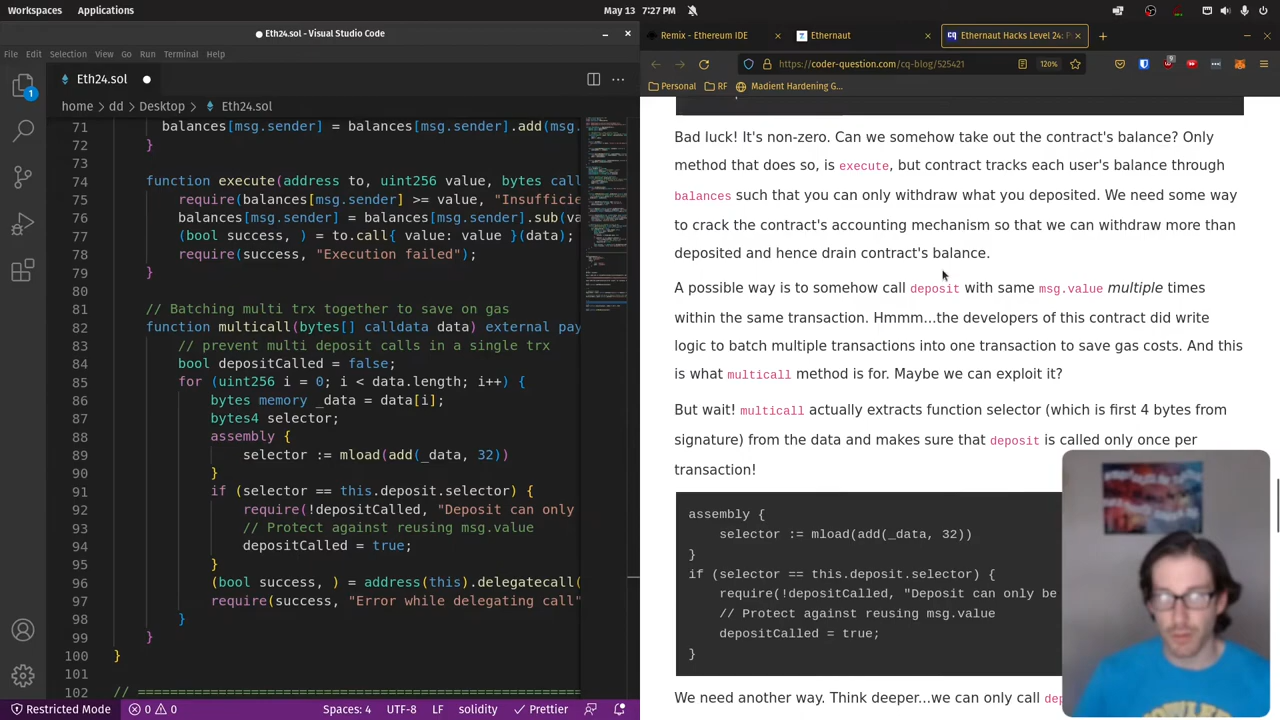 Workspaces Applications May 13 7:27 PM
Eth24.sol - Visual Studio Code
File Edit Selection View Go Run Terminal Help
Eth24.sol
home > dd > Desktop > Eth24.sol
71 balances[msg.sender] = balances[msg.sender].add(msg.
72 }
73
74 function execute(address to, uint256 value, bytes call
75 require(balances[msg.sender] >= value, "Insufficie
76 balances[msg.sender] = balances[msg.sender].sub(va
77 (bool success, ) = to.call{ value: value }(data);
78 require(success, "Execution failed");
79 }
80
81 // Batching multi trx together to save on gas
82 function multicall(bytes[] calldata data) external pay
83 // prevent multi deposit calls in a single trx
84 bool depositCalled = false;
85 for (uint256 i = 0; i < data.length; i++) {
86 bytes memory _data = data[i];
87 bytes4 selector;
88 assembly {
89 selector := mload(add(_data, 32))
90 }
91 if (selector == this.deposit.selector) {
92 require(!depositCalled, "Deposit can only
93 // Protect against reusing msg.value
94 depositCalled = true;
95 }
96 (bool success, ) = address(this).delegatecall(
97 require(success, "Error while delegating call"
98 }
99 }
100 }
101
102 // ====================================================
1
Restricted Mode 0 0 Spaces: 4 UTF-8 LF solidity Prettier
Remix - Ethereum IDE Ethernaut Ethernaut Hacks Level 24: P
https://coder-question.com/cq-blog/525421 120% 9
Personal RF Madient Hardening G...
Bad luck! It's non-zero. Can we somehow take out the contract's balance? Only
method that does so, is execute, but contract tracks each user's balance through
balances such that you can only withdraw what you deposited. We need some way
to crack the contract's accounting mechanism so that we can withdraw more than
deposited and hence drain contract's balance.
A possible way is to somehow call deposit with same msg.value multiple times
within the same transaction. Hmmm...the developers of this contract did write
logic to batch multiple transactions into one transaction to save gas costs. And this
is what multicall method is for. Maybe we can exploit it?
But wait! multicall actually extracts function selector (which is first 4 bytes from
signature) from the data and makes sure that deposit is called only once per
transaction!
assembly {
selector := mload(add(_data, 32))
}
if (selector == this.deposit.selector) {
require(!depositCalled, "Deposit can only be
// Protect against reusing msg.value
depositCalled = true;
}
We need another way. Think deeper...we can only call